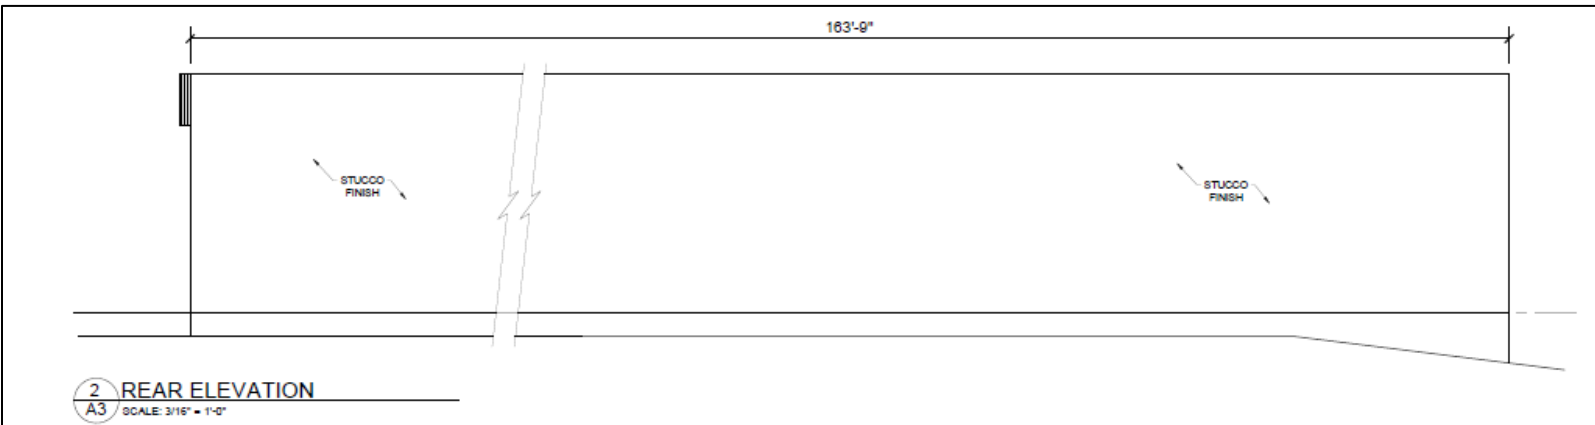 163'-9"
STUCCO
FINISH
STUCCO
FINISH
2
A3
REAR ELEVATION
SCALE: 3/16" = 1'-0"